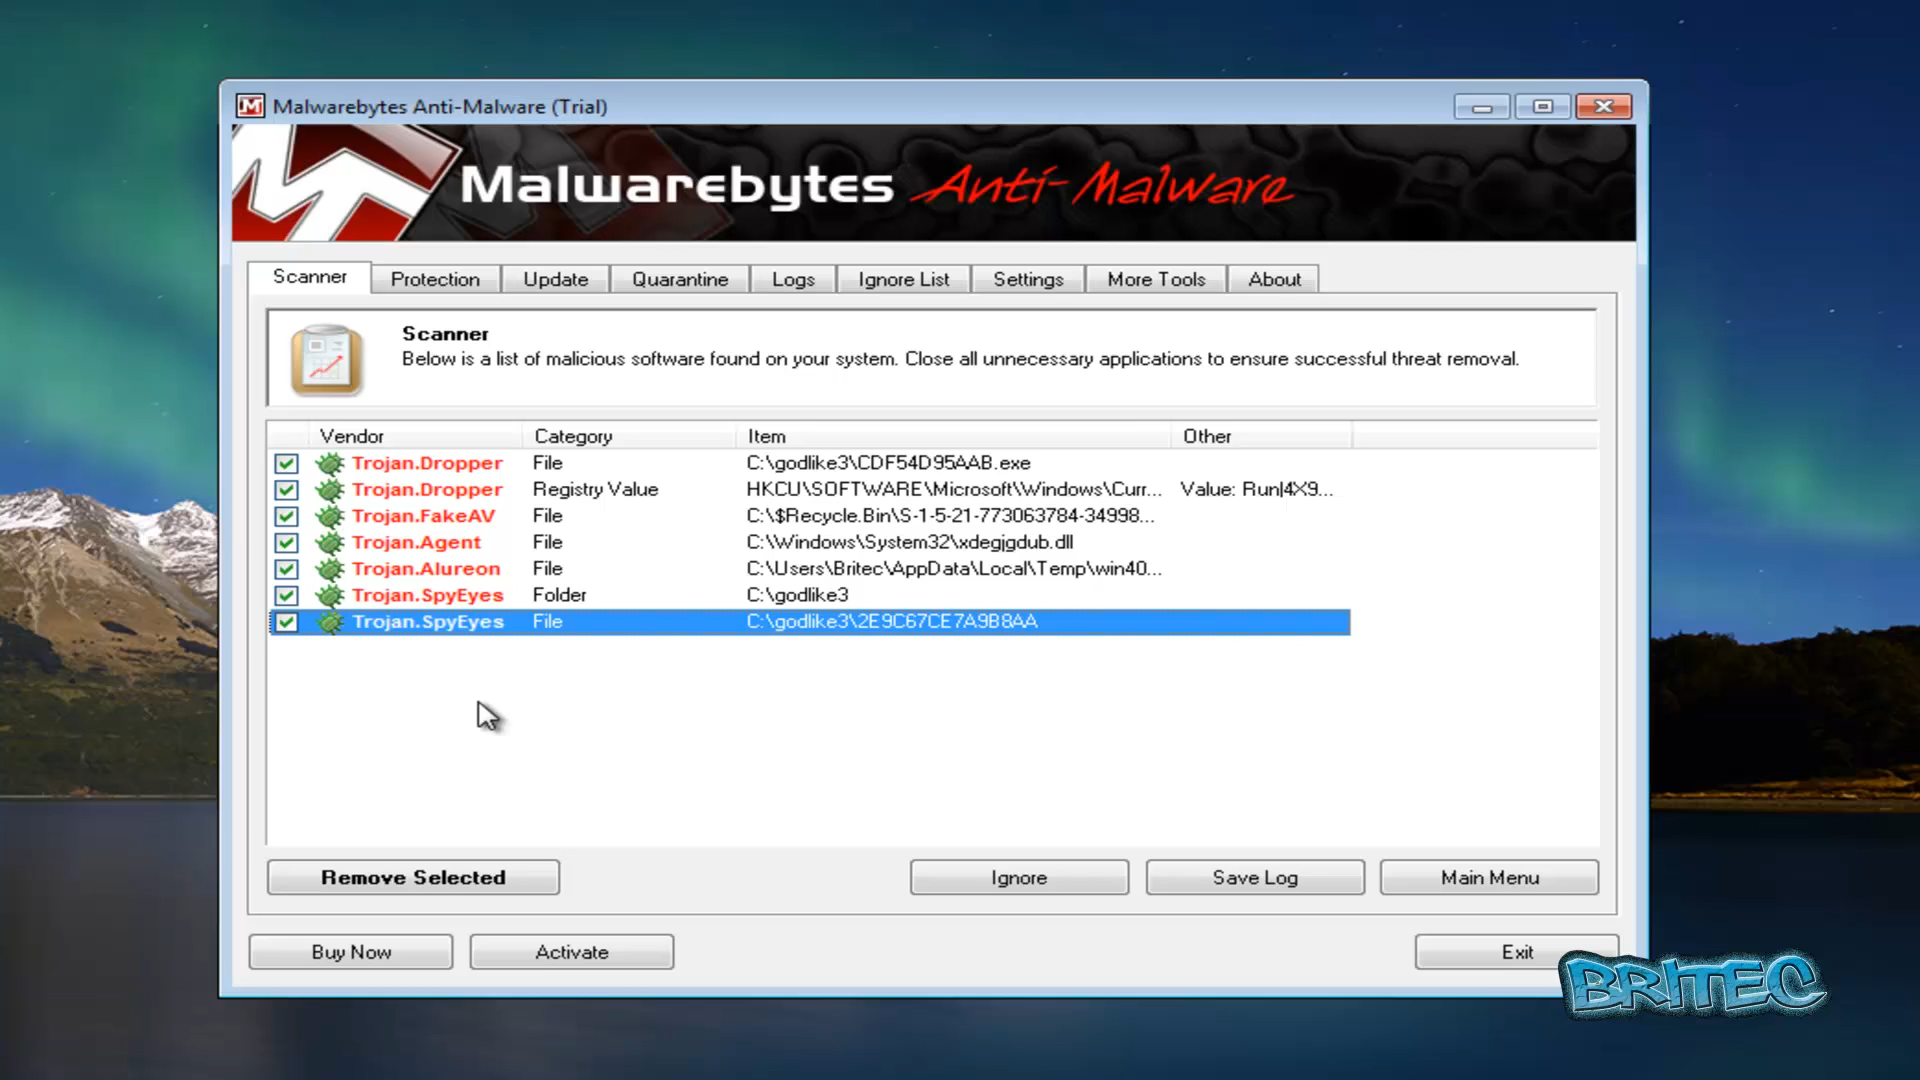 Malwarebytes Anti-Malware (Trial)
Malwarebytes Anti-Malware
Scanner Protection Update Quarantine Logs Ignore List Settings More Tools About
Scanner
Below is a list of malicious software found on your system. Close all unnecessary applications to ensure successful threat removal.
Vendor Category Item Other
Trojan.Dropper File C:\godlike3\CDF54D95AAB.exe
Trojan.Dropper Registry Value HKCU\SOFTWARE\Microsoft\Windows\Curr... Value: Run|4X9...
Trojan.FakeAV File C:\$Recycle.Bin\S-1-5-21-773063784-34998...
Trojan.Agent File C:\Windows\System32\xdegjgdub.dll
Trojan.Alureon File C:\Users\Britec\AppData\Local\Temp\win40...
Trojan.SpyEyes Folder C:\godlike3
Trojan.SpyEyes File C:\godlike3\2E9C67CE7A9B8AA
Remove Selected Ignore Save Log Main Menu
Buy Now Activate Exit
BRITEC